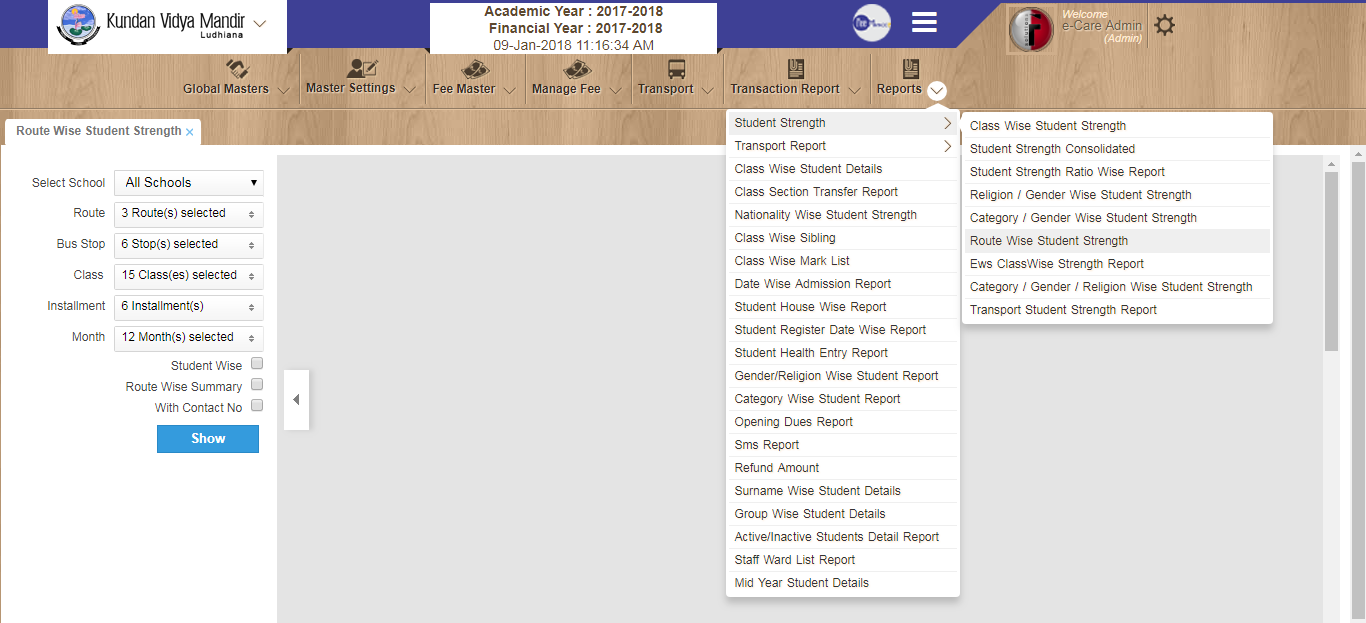 Kundan Vidya Mandir
Ludhiana
Academic Year : 2017-2018
Financial Year : 2017-2018
09-Jan-2018 11:16:34 AM
Welcome
e-Care Admin
(Admin)
Global Masters
Master Settings
Fee Master
Manage Fee
Transport
Transaction Report
Reports
Route Wise Student Strength ×
Select School All Schools
Route 3 Route(s) selected
Bus Stop 6 Stop(s) selected
Class 15 Class(es) selected
Installment 6 Installment(s)
Month 12 Month(s) selected
Student Wise
Route Wise Summary
With Contact No
Show
Student Strength
Transport Report
Class Wise Student Details
Class Section Transfer Report
Nationality Wise Student Strength
Class Wise Sibling
Class Wise Mark List
Date Wise Admission Report
Student House Wise Report
Student Register Date Wise Report
Student Health Entry Report
Gender/Religion Wise Student Report
Category Wise Student Report
Opening Dues Report
Sms Report
Refund Amount
Surname Wise Student Details
Group Wise Student Details
Active/Inactive Students Detail Report
Staff Ward List Report
Mid Year Student Details
Class Wise Student Strength
Student Strength Consolidated
Student Strength Ratio Wise Report
Religion / Gender Wise Student Strength
Category / Gender Wise Student Strength
Route Wise Student Strength
Ews ClassWise Strength Report
Category / Gender / Religion Wise Student Strength
Transport Student Strength Report